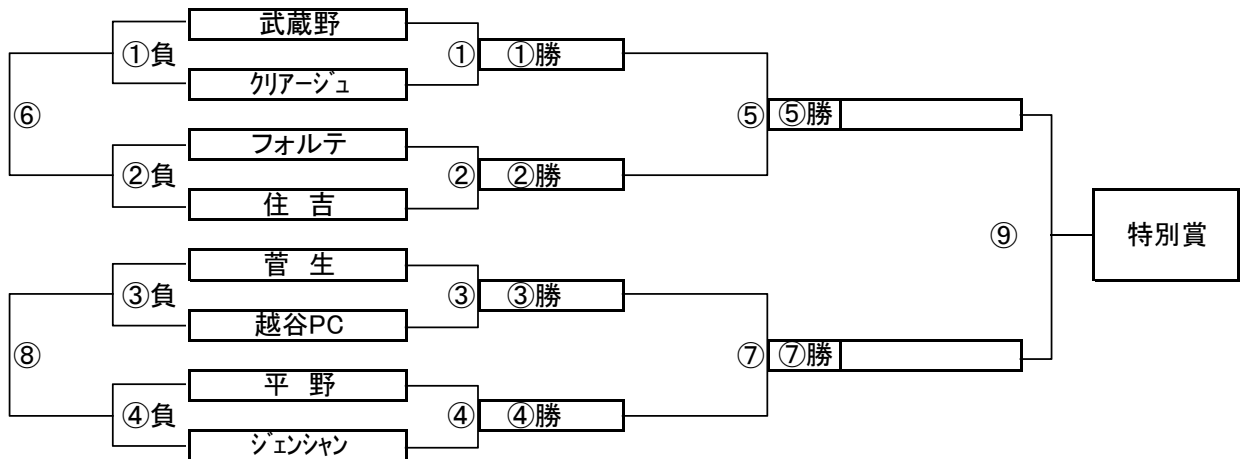 武蔵野
①負
①
①勝
クリアージュ
⑥
⑤
⑤勝
フォルテ
②負
②
②勝
住 吉
⑨
特別賞
菅 生
③負
③
③勝
越谷PC
⑧
⑦
⑦勝
平 野
④負
④
④勝
ジェンシャン